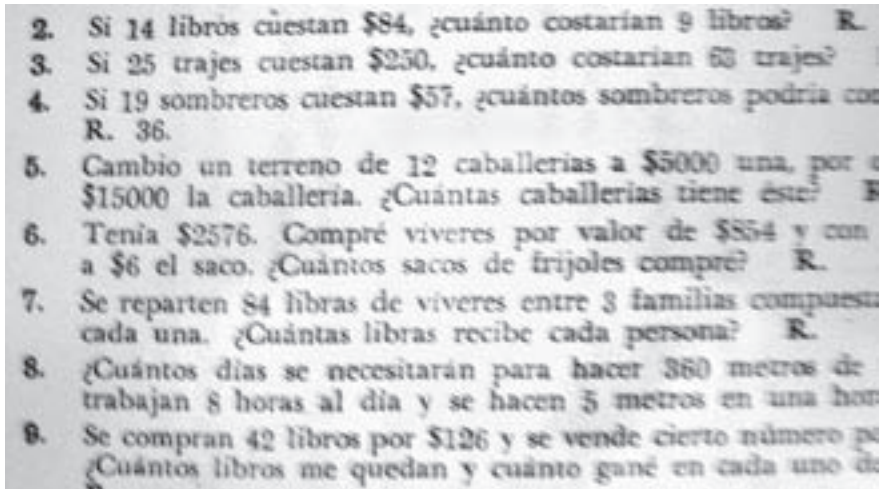 2. Si 14 libros cuestan $84, ¿cuánto costarían 9 libros? R.
3. Si 25 trajes cuestan $250, ¿cuánto costarían 63 trajes?
4. Si 19 sombreros cuestan $57, ¿cuántos sombreros podría
R. 36.
5. Cambio un terreno de 12 caballerías a $5000 una, por
$15000 la caballería. ¿Cuántas caballerías tiene éste?
6. Tenía $2576. Compré víveres por valor de $854 y con
a $6 el saco. ¿Cuántos sacos de frijoles compré? R.
7. Se reparten 84 libras de víveres entre 3 familias
cada una. ¿Cuántas libras recibe cada persona? R.
8. ¿Cuántos días se necesitarán para hacer 360 metros de
trabajan 8 horas al día y se hacen 5 metros en una
9. Se compran 42 libros por $126 y se vende cierto número
¿Cuántos libros me quedan y cuánto gané en cada uno